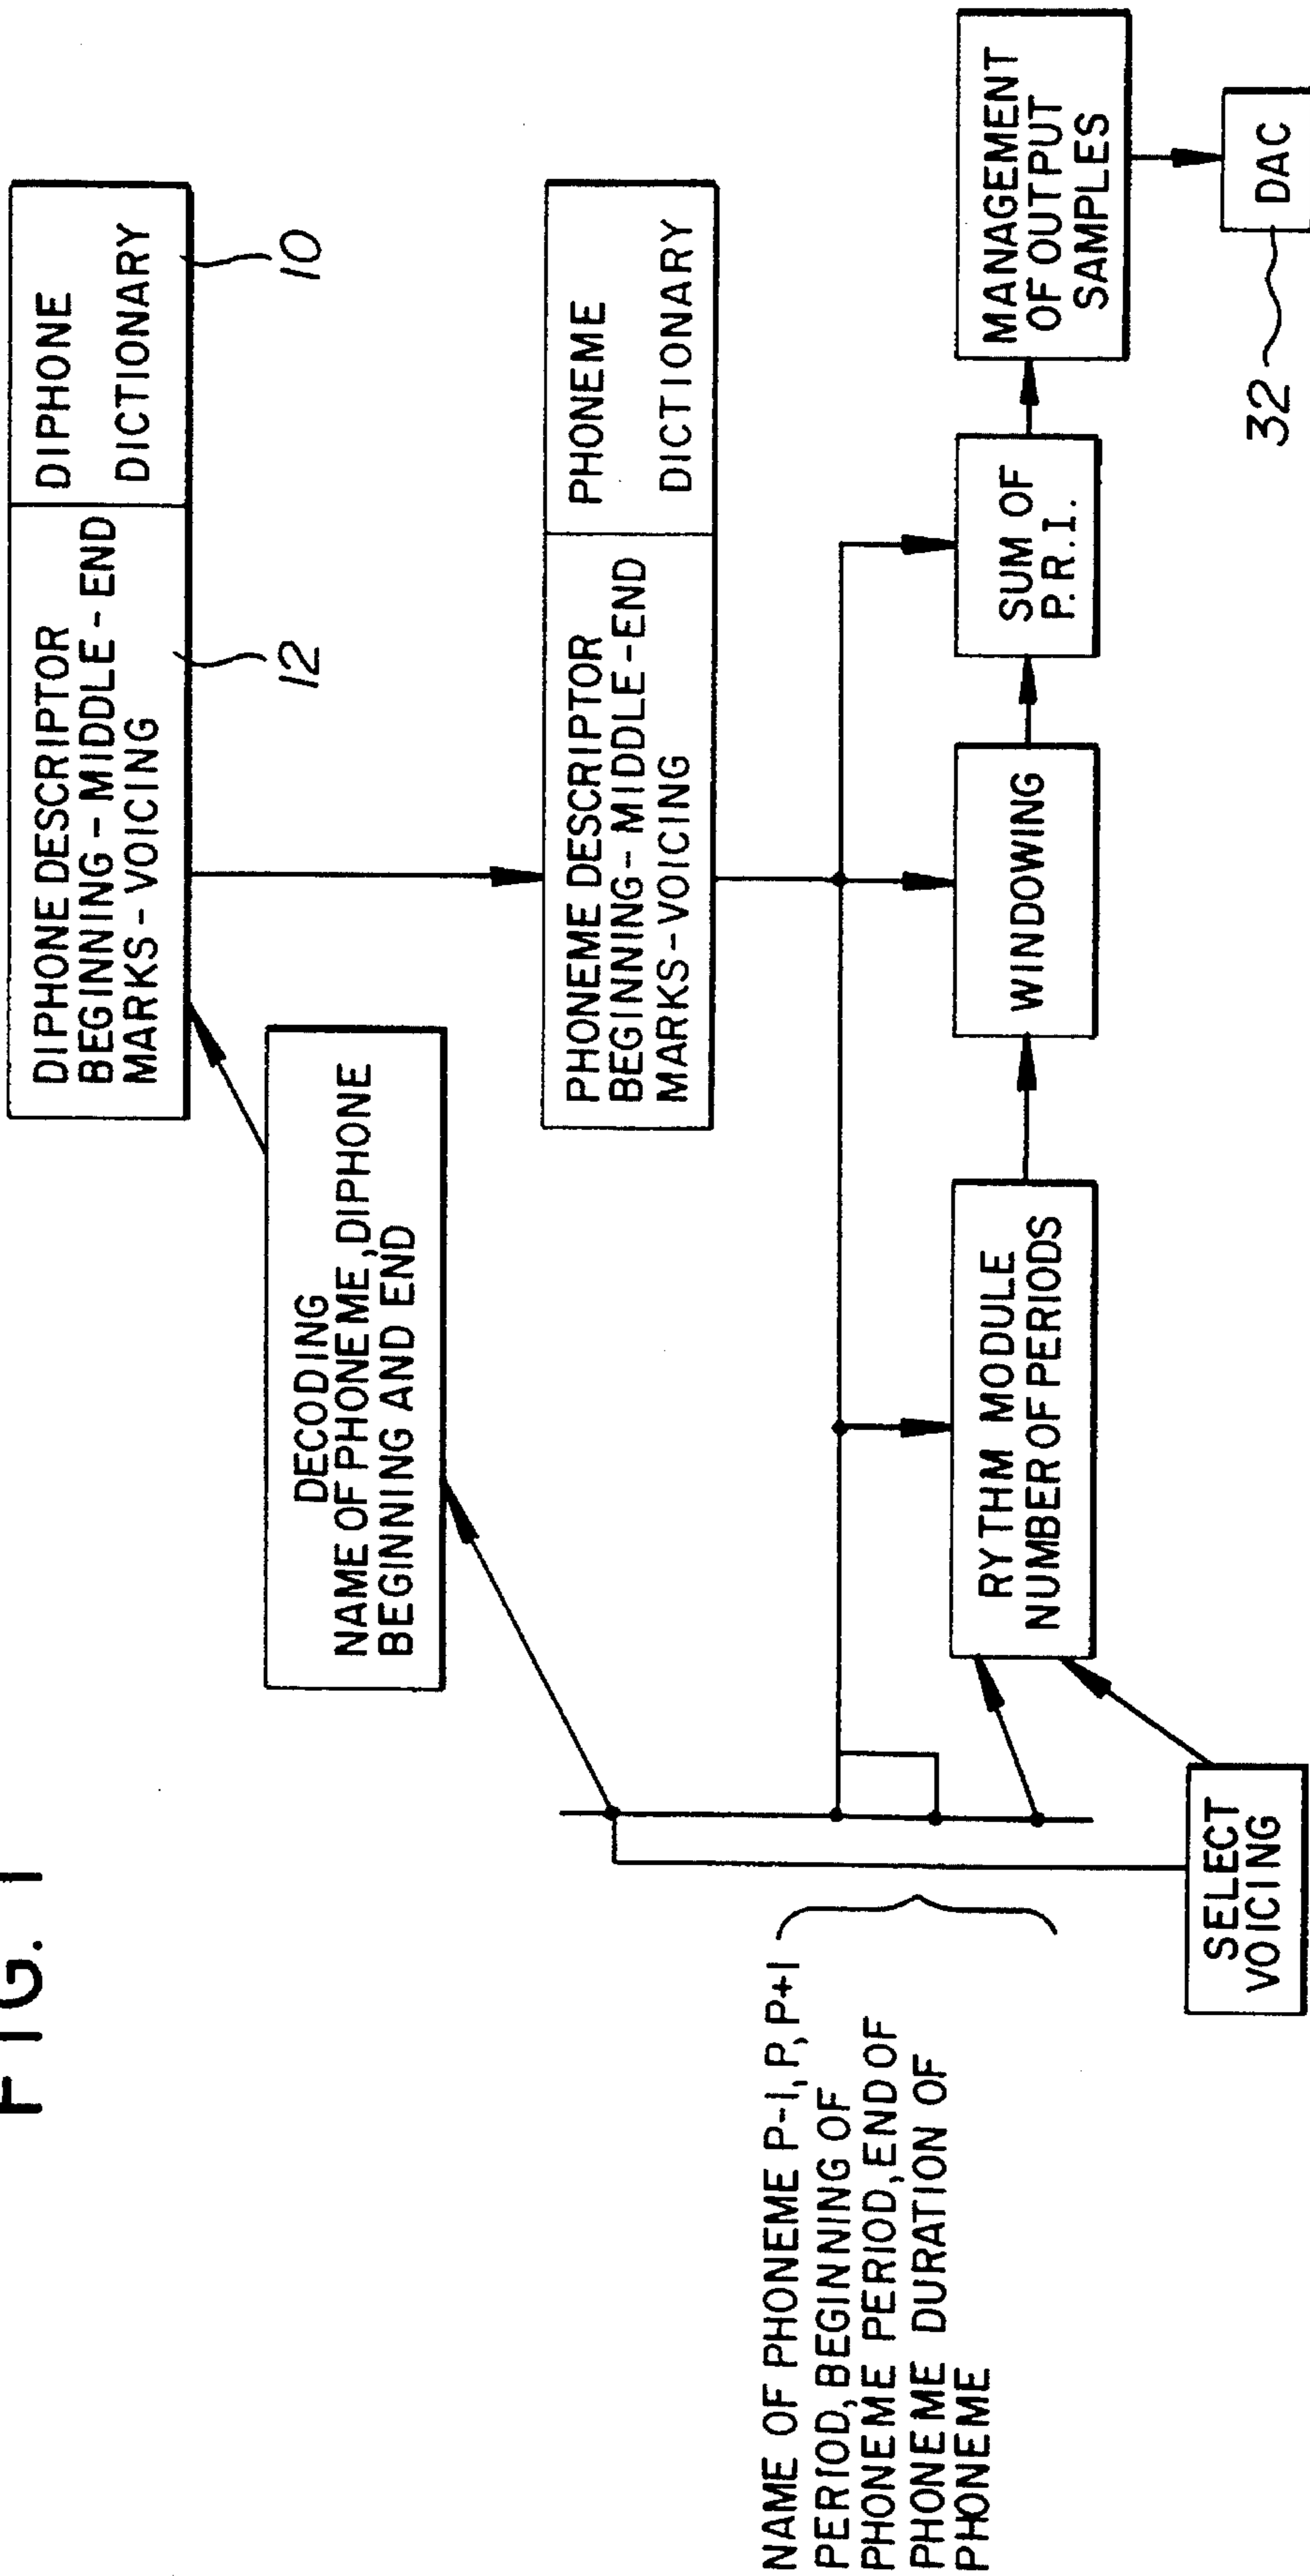 FIG. 1
DIPHONE DESCRIPTOR
BEGINNING - MIDDLE - END
MARKS - VOICING
DIPHONE
DICTIONARY
12
10
DECODING
NAME OF PHONEME, DIPHONE
BEGINNING AND END
PHONEME DESCRIPTOR
BEGINNING - MIDDLE - END
MARKS - VOICING
PHONEME
DICTIONARY
NAME OF PHONEME P-1, P, P+1
PERIOD, BEGINNING OF
PHONEME PERIOD, END OF
PHONEME DURATION OF
PHONEME
SELECT
VOICING
RYTHM MODULE
NUMBER OF PERIODS
WINDOWING
SUM OF
P.R.I.
MANAGEMENT
OF OUTPUT
SAMPLES
32
DAC